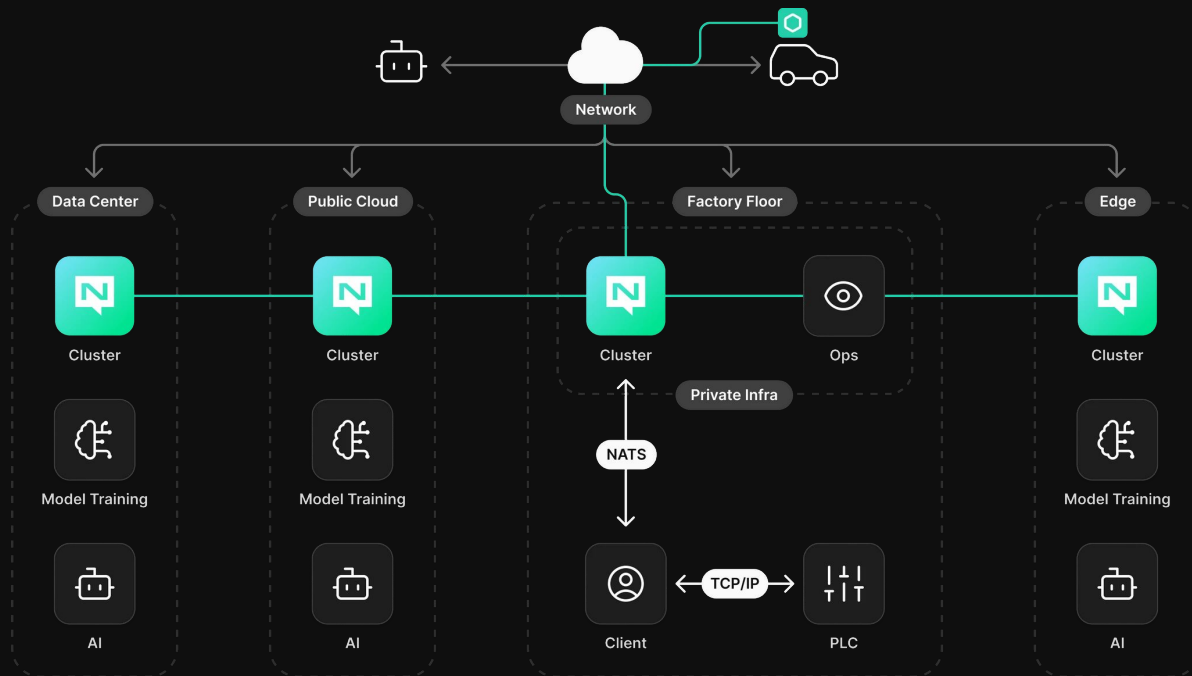 Network
Data Center
Public Cloud
Factory Floor
Edge
Cluster
Cluster
Cluster
Ops
Cluster
Private Infra
NATS
Model Training
Model Training
Model Training
TCP/IP
AI
AI
Client
PLC
AI